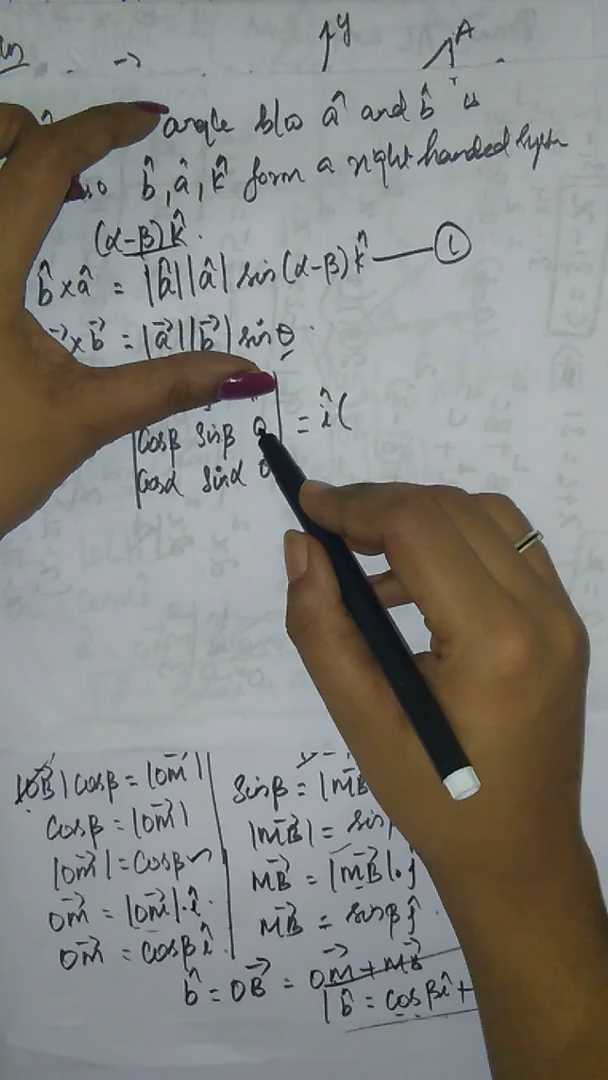 y A
angle b/w â and b̂ is
b̂, â, k̂ form a right handed
(α-β) k̂.
b̂ × â = |b̂||â| sin(α-β) k̂ —— ①
× b⃗ = |a⃗||b⃗| sin θ
cosβ sinβ 0 = î (
cosα sinα 0
|OB⃗| cosβ = |OM⃗|
cosβ = |OM⃗|
|OM⃗| = cosβ
OM⃗ = |OM⃗|.î
OM⃗ = cosβ î
sinβ = |MB
|MB⃗| = sin
MB⃗ = |MB⃗|.ĵ
MB⃗ = sinβ ĵ
b̂ = OB⃗ = OM⃗ + MB⃗
b̂ = cosβ î +